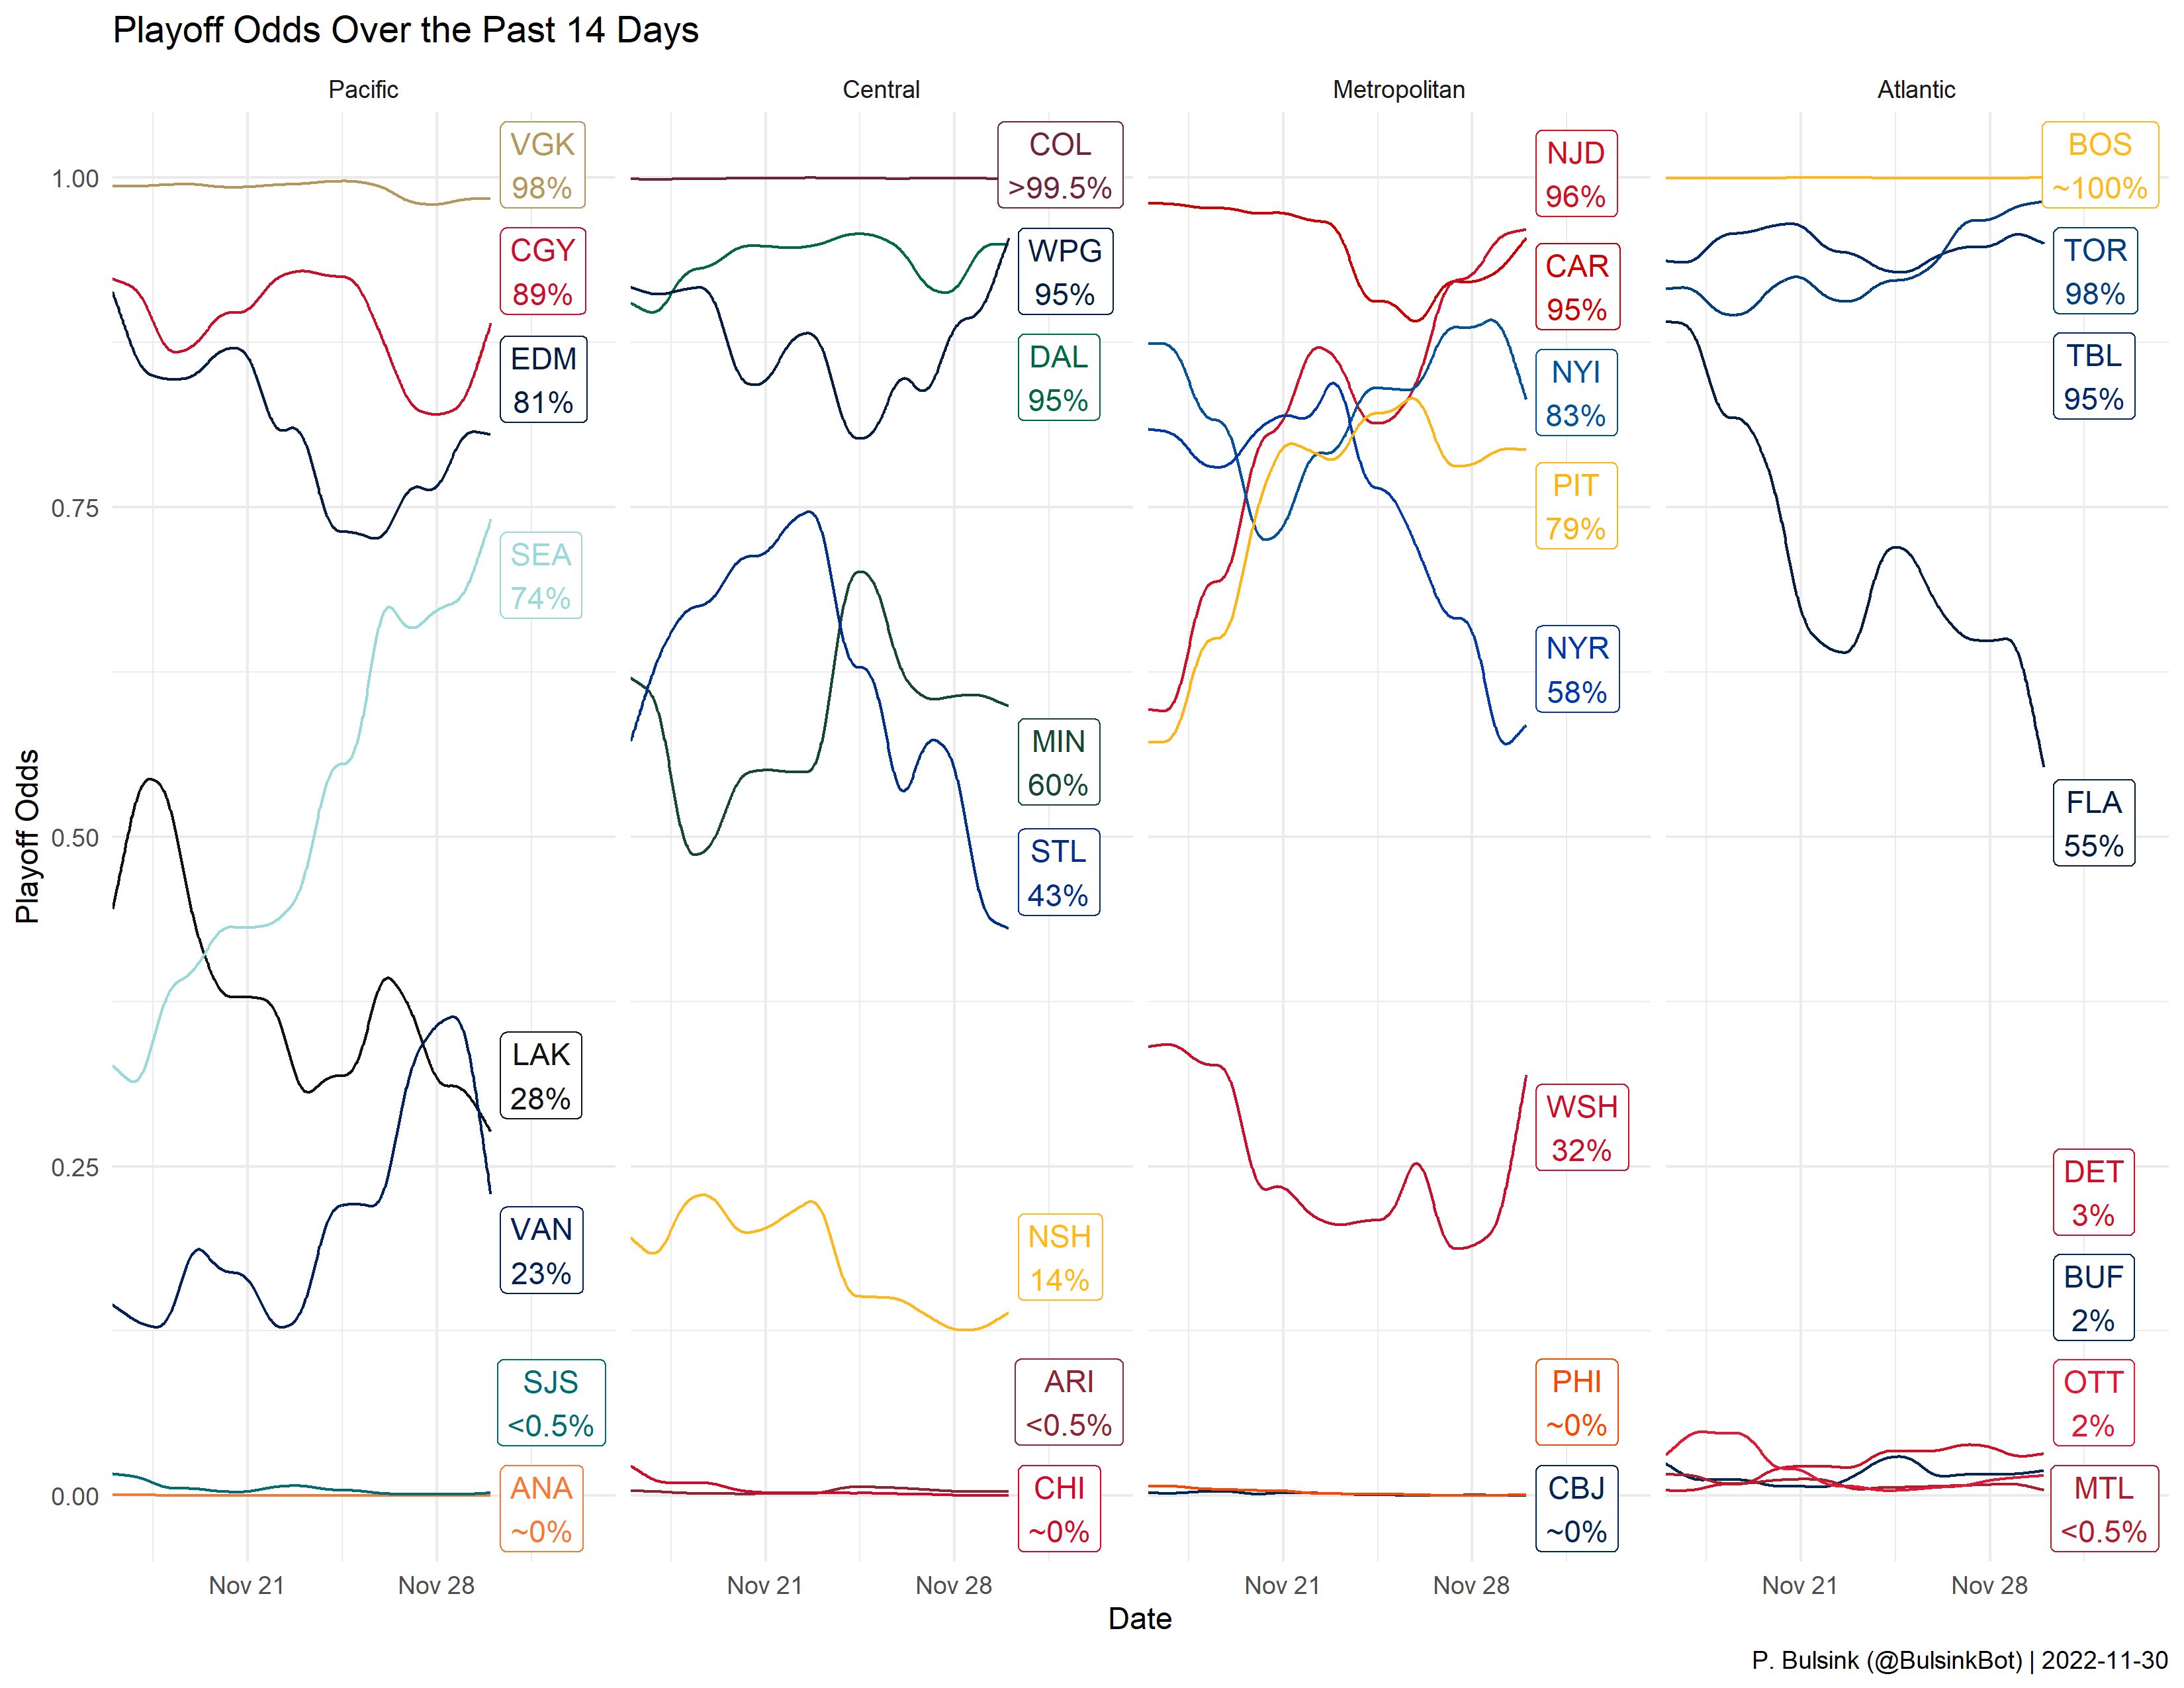 Playoff Odds Over the Past 14 Days
Pacific
Central
Metropolitan
Atlantic
Playoff Odds
1.00
0.75
0.50
0.25
0.00
VGK
98%
CGY
89%
EDM
81%
SEA
74%
LAK
28%
VAN
23%
SJS
<0.5%
ANA
~0%
COL
>99.5%
WPG
95%
DAL
95%
MIN
60%
STL
43%
NSH
14%
ARI
<0.5%
CHI
~0%
NJD
96%
CAR
95%
NYI
83%
PIT
79%
NYR
58%
WSH
32%
PHI
~0%
CBJ
~0%
BOS
~100%
TOR
98%
TBL
95%
FLA
55%
DET
3%
BUF
2%
OTT
2%
MTL
<0.5%
Nov 21
Nov 28
Nov 21
Nov 28
Nov 21
Nov 28
Nov 21
Nov 28
Date
P. Bulsink (@BulsinkBot) | 2022-11-30